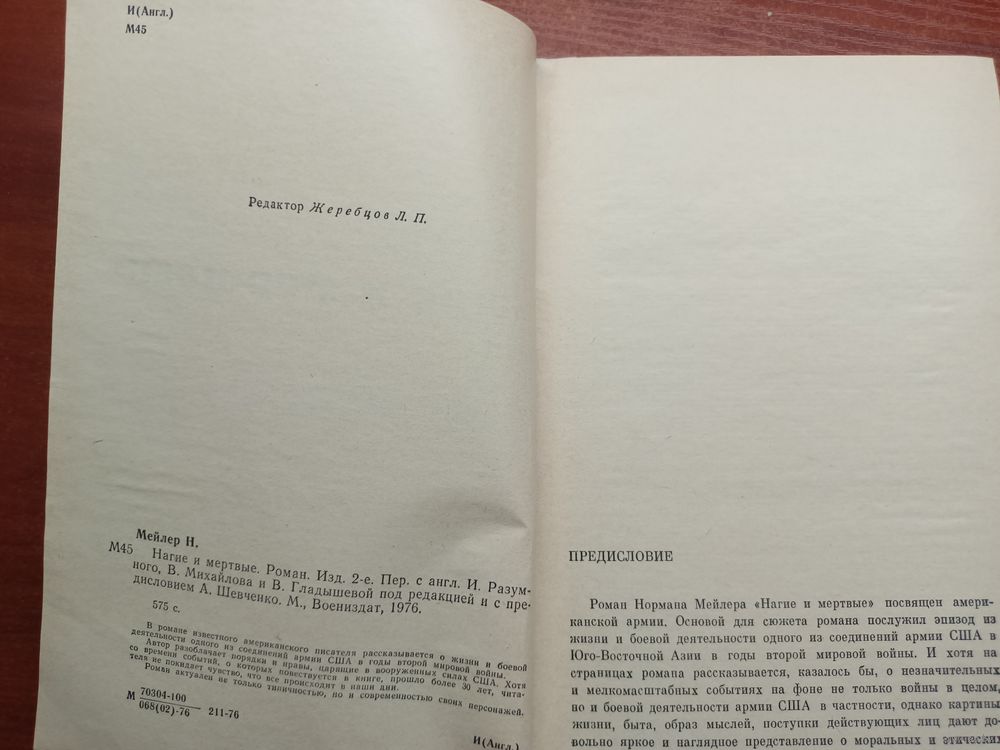 И(Англ.)
М45
Редактор Жеребцов Л. П.
Мейлер Н.
М45 Нагие и мертвые. Роман. Изд. 2-е. Пер. с англ. И. Разум-
ного, В. Михайлова и В. Гладышевой под редакцией и с пре-
дисловием А. Шевченко. М., Воениздат, 1976.
575 с.
В романе известного американского писателя рассказывается о жизни и боевой
деятельности одного из соединений армии США в годы второй мировой войны.
Автор разоблачает порядки и нравы, царящие в вооруженных силах США. Хотя
со времени событий, о которых повествуется в книге, прошло более 30 лет, чита-
теля не покидает чувство, что все происходит в наши дни.
Роман актуален не только типичностью, но и современностью своих персонажей.
М 70304-100
068(02)-76 211-76
И(Англ.)
ПРЕДИСЛОВИЕ
Роман Нормана Мейлера «Нагие и мертвые» посвящен амери-
канской армии. Основой для сюжета романа послужил эпизод из
жизни и боевой деятельности одного из соединений армии США в
Юго-Восточной Азии в годы второй мировой войны. И хотя на
страницах романа рассказывается, казалось бы, о незначительных
и мелкомасштабных событиях на фоне не только войны в целом,
но и боевой деятельности армии США в частности, однако картины
жизни, быта, образ мыслей, поступки действующих лиц дают до-
вольно яркое и наглядное представление о моральных и этических